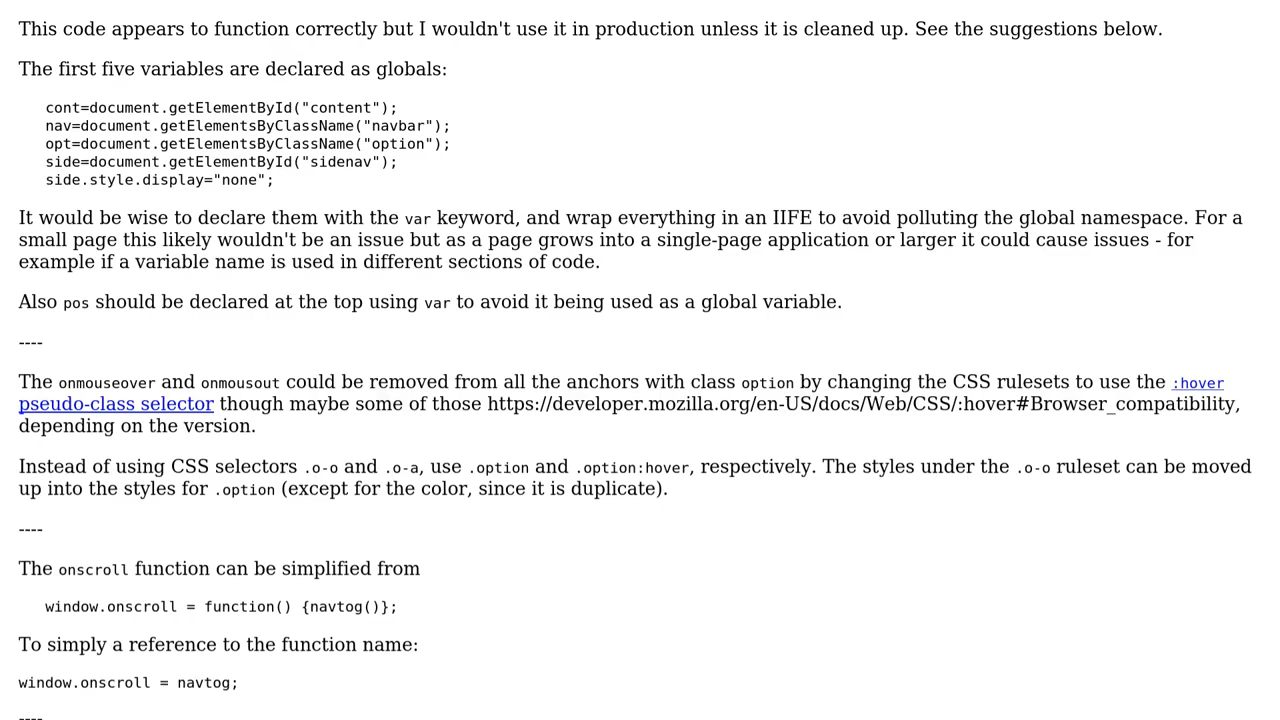 This code appears to function correctly but I wouldn't use it in production unless it is cleaned up. See the suggestions below.
The first five variables are declared as globals:
cont=document.getElementById("content");
nav=document.getElementsByClassName("navbar");
opt=document.getElementsByClassName("option");
side=document.getElementById("sidenav");
side.style.display="none";
It would be wise to declare them with the var keyword, and wrap everything in an IIFE to avoid polluting the global namespace. For a
small page this likely wouldn't be an issue but as a page grows into a single-page application or larger it could cause issues - for
example if a variable name is used in different sections of code.
Also pos should be declared at the top using var to avoid it being used as a global variable.
----
The onmouseover and onmousout could be removed from all the anchors with class option by changing the CSS rulesets to use the :hover
pseudo-class selector though maybe some of those https://developer.mozilla.org/en-US/docs/Web/CSS/:hover#Browser_compatibility,
depending on the version.
Instead of using CSS selectors .o-o and .o-a, use .option and .option:hover, respectively. The styles under the .o-o ruleset can be moved
up into the styles for .option (except for the color, since it is duplicate).
----
The onscroll function can be simplified from
window.onscroll = function() {navtog()};
To simply a reference to the function name:
window.onscroll = navtog;
----